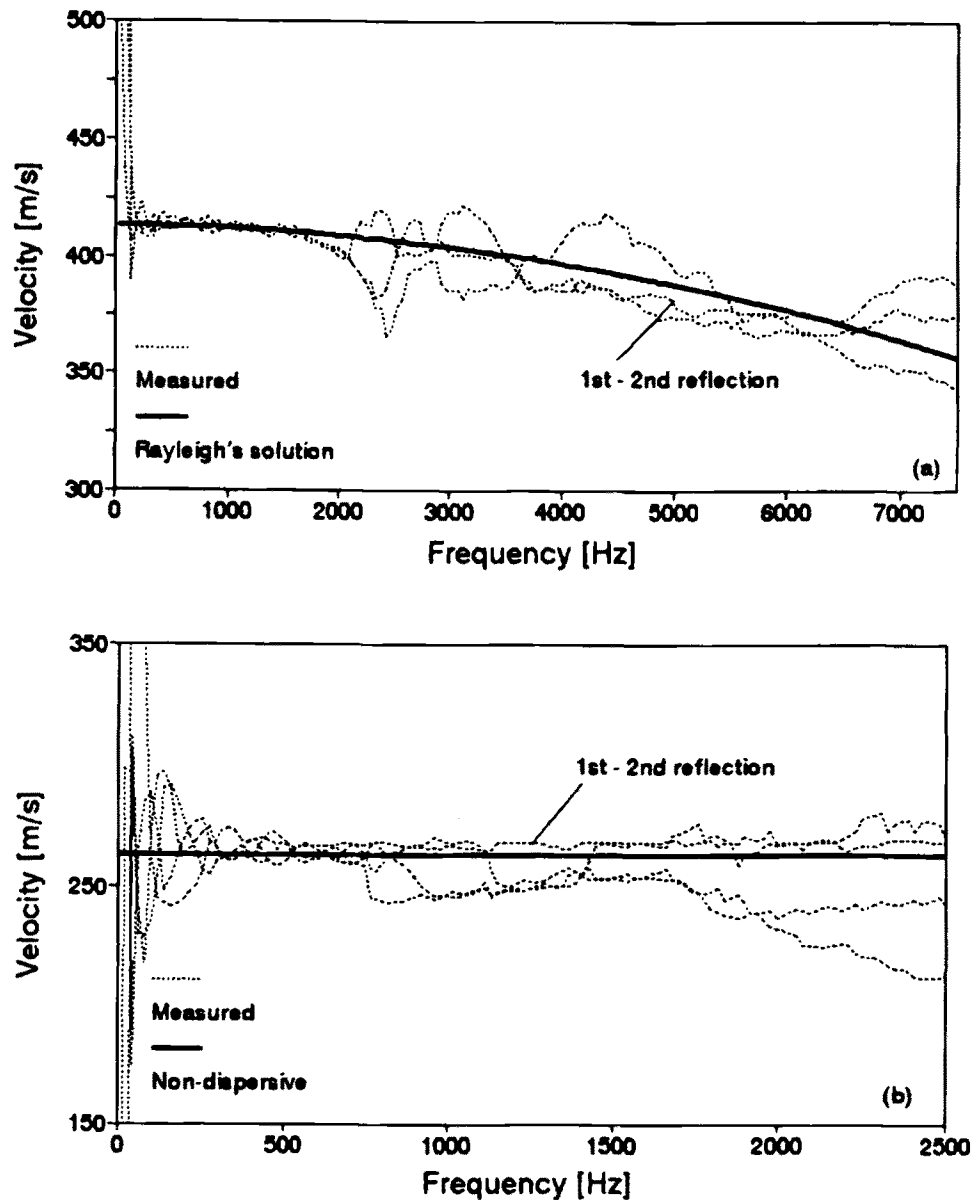 500
450
400
350
300
Velocity [m/s]
Measured
Rayleigh's solution
1st - 2nd reflection
(a)
0 1000 2000 3000 4000 5000 6000 7000
Frequency [Hz]
350
250
150
Velocity [m/s]
1st - 2nd reflection
Measured
Non-dispersive
(b)
0 500 1000 1500 2000 2500
Frequency [Hz]